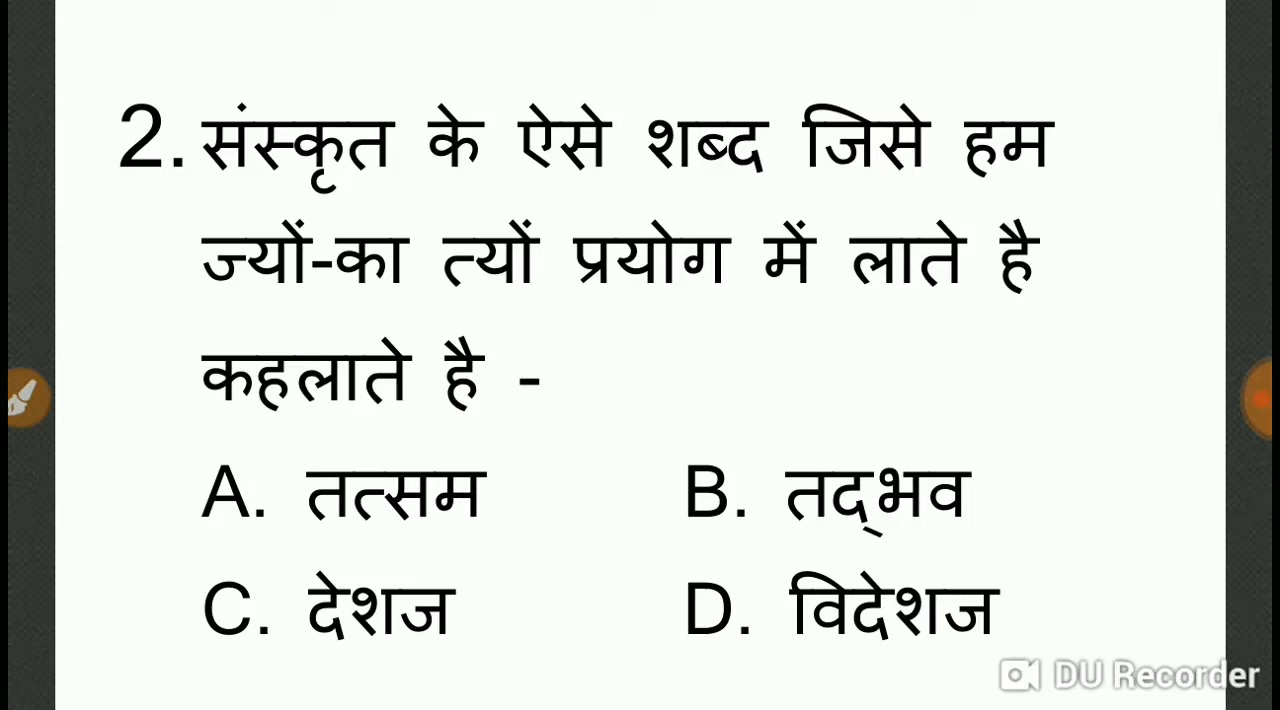 2. संस्कृत के ऐसे शब्द जिसे हम
ज्यों-का त्यों प्रयोग में लाते है
कहलाते है -
A. तत्सम B. तद्‌भव
C. देशज D. विदेशज
DU Recorder